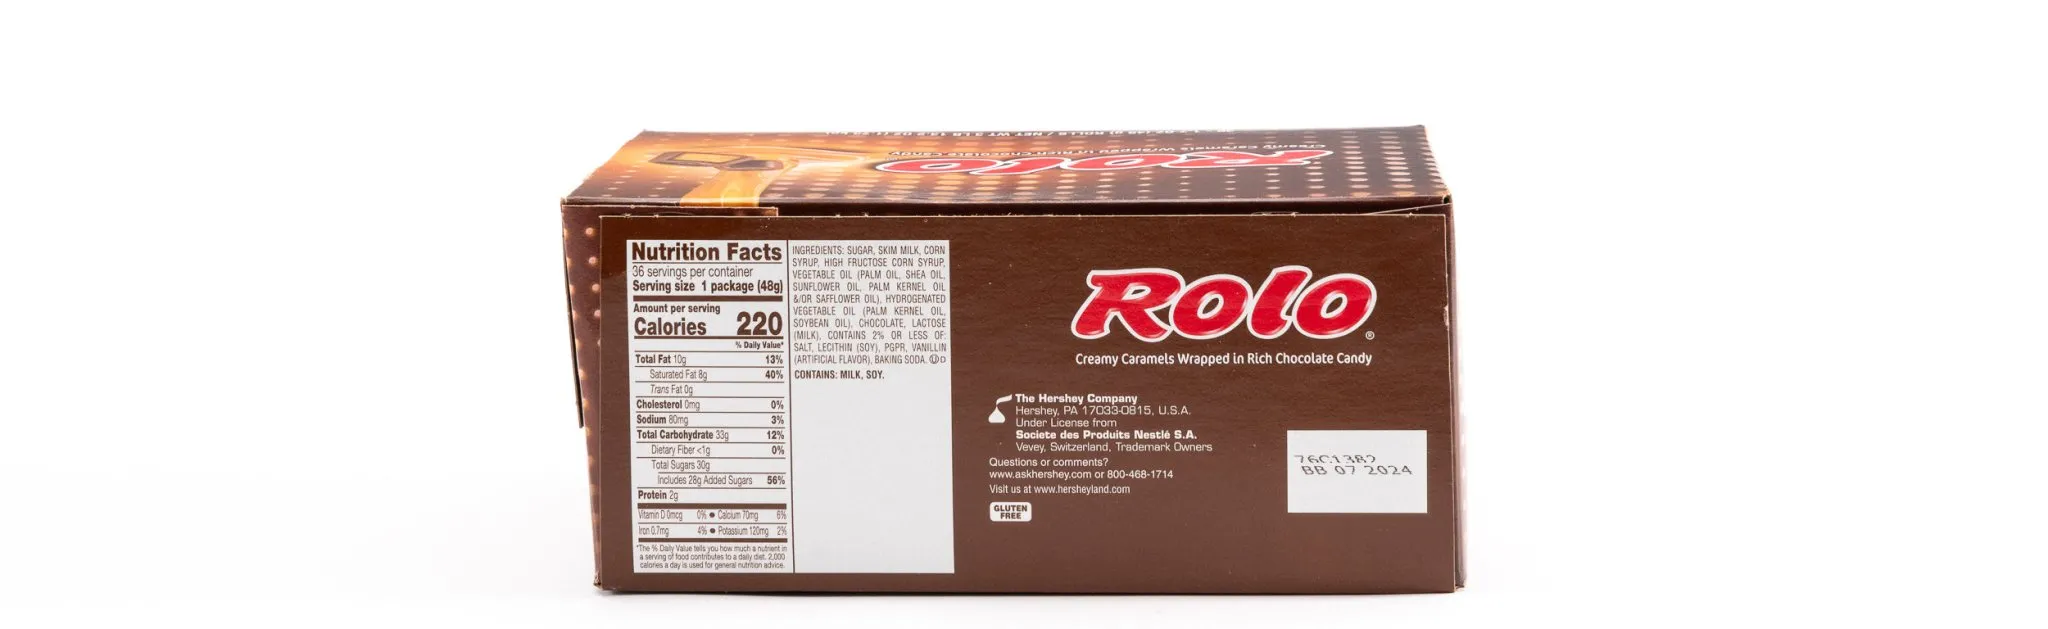 Rolo
Creamy Caramels Wrapped in Rich Chocolate Candy
Nutrition Facts
36 servings per container
Serving size 1 package (48g)
Amount per serving
Calories 220
% Daily Value*
Total Fat 10g 13%
Saturated Fat 8g 40%
Trans Fat 0g
Cholesterol 0mg 0%
Sodium 80mg 3%
Total Carbohydrate 33g 12%
Dietary Fiber <1g 0%
Total Sugars 30g
Includes 28g Added Sugars 56%
Protein 2g
Vitamin D 0mcg 0% • Calcium 70mg 6%
Iron 0.7mg 4% • Potassium 120mg 2%
*The % Daily Value tells you how much a nutrient in
a serving of food contributes to a daily diet. 2,000
calories a day is used for general nutrition advice.
INGREDIENTS: SUGAR, SKIM MILK, CORN
SYRUP, HIGH FRUCTOSE CORN SYRUP,
VEGETABLE OIL (PALM OIL, SHEA OIL,
SUNFLOWER OIL, PALM KERNEL OIL
&/OR SAFFLOWER OIL), HYDROGENATED
VEGETABLE OIL (PALM KERNEL OIL,
SOYBEAN OIL), CHOCOLATE, LACTOSE
(MILK), CONTAINS 2% OR LESS OF:
SALT, LECITHIN (SOY), PGPR, VANILLIN
(ARTIFICIAL FLAVOR), BAKING SODA. Ⓤ D
CONTAINS: MILK, SOY.
Rolo®
Creamy Caramels Wrapped in Rich Chocolate Candy
The Hershey Company
Hershey, PA 17033-0815, U.S.A.
Under License from
Societe des Produits Nestlé S.A.
Vevey, Switzerland, Trademark Owners
Questions or comments?
www.askhershey.com or 800-468-1714
Visit us at www.hersheyland.com
GLUTEN
FREE
76C1382
BB 07 2024